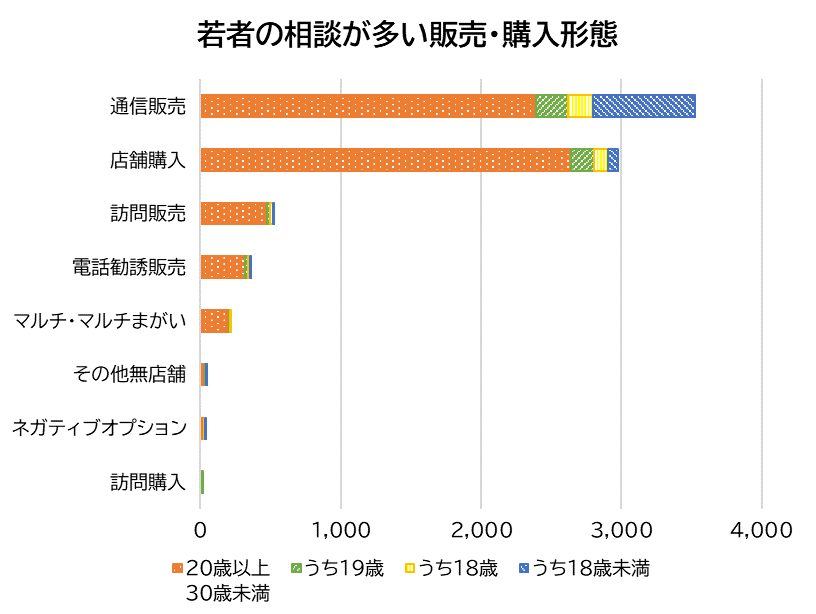 若者の相談が多い販売・購入形態
通信販売
店舗購入
訪問販売
電話勧誘販売
マルチ・マルチまがい
その他無店舗
ネガティブオプション
訪問購入
0 1,000 2,000 3,000 4,000
20歳以上 うち19歳 うち18歳 うち18歳未満
30歳未満